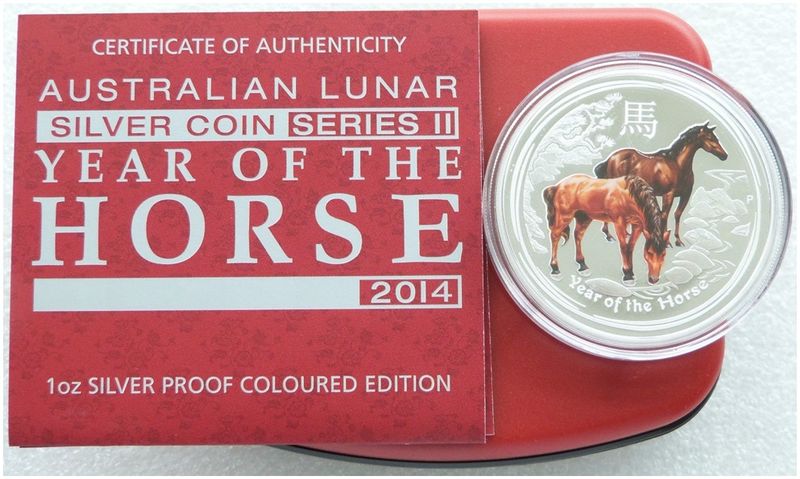 CERTIFICATE OF AUTHENTICITY
AUSTRALIAN LUNAR
SILVER COIN SERIES II
YEAR OF THE
HORSE
2014
1oz SILVER PROOF COLOURED EDITION
馬
P
Year of the Horse